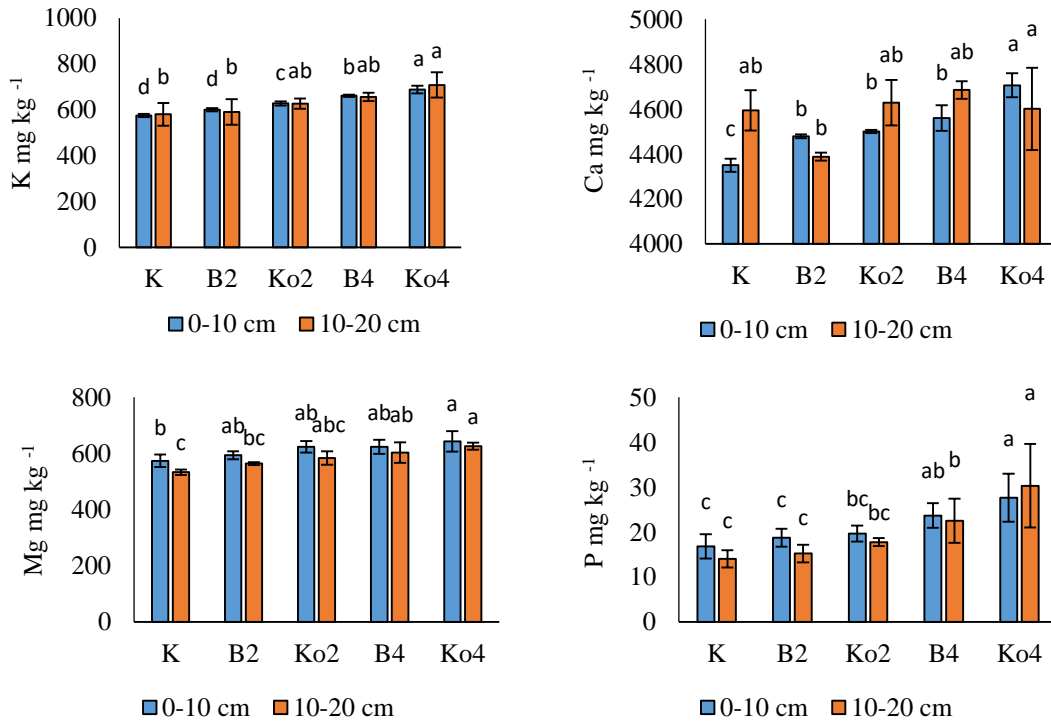 K mg kg⁻¹
1000
800
600
400
200
0
d b d b c ab b ab a a
K B2 Ko2 B4 Ko4
0-10 cm 10-20 cm
Ca mg kg⁻¹
5000
4800
4600
4400
4200
4000
c ab b b b ab b ab a a
K B2 Ko2 B4 Ko4
0-10 cm 10-20 cm
Mg mg kg⁻¹
800
600
400
200
0
b c ab bc ab abc ab ab a a
K B2 Ko2 B4 Ko4
0-10 cm 10-20 cm
P mg kg⁻¹
50
40
30
20
10
0
c c c c bc bc ab b a a
K B2 Ko2 B4 Ko4
0-10 cm 10-20 cm